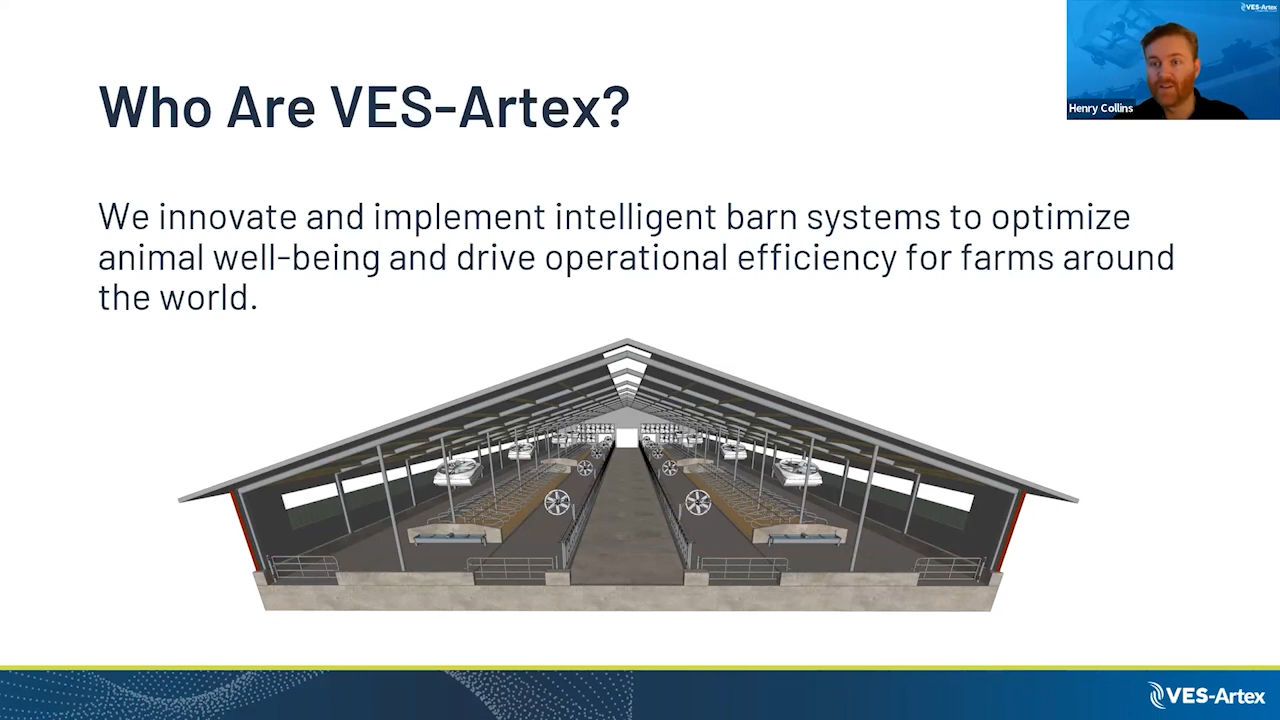 VES-Artex
Henry Collins
Who Are VES-Artex?
We innovate and implement intelligent barn systems to optimize
animal well-being and drive operational efficiency for farms around
the world.
VES-Artex